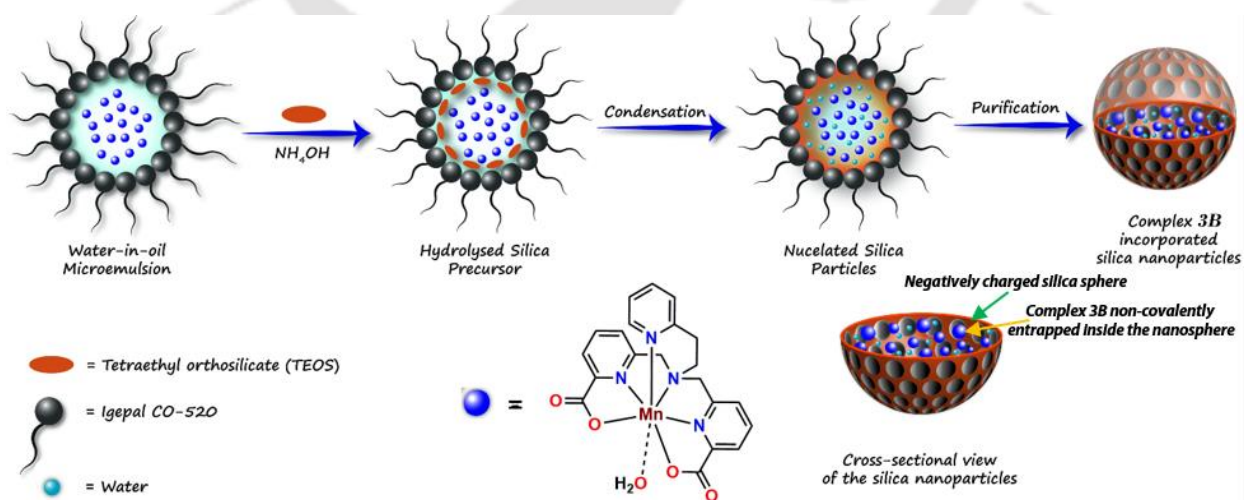 NH₄OH
Condensation
Purification
Water-in-oil
Microemulsion
Hydrolysed Silica
Precursor
Nucelated Silica
Particles
Complex 3B
incorporated
silica nanoparticles
Negatively charged silica sphere
Complex 3B non-covalently
entrapped inside the nanosphere
= Tetraethyl orthosilicate (TEOS)
= Igepal CO-520
= Water
=
N
N
N
N
Mn
O
O
O
O
H₂O
Cross-sectional view
of the silica nanoparticles